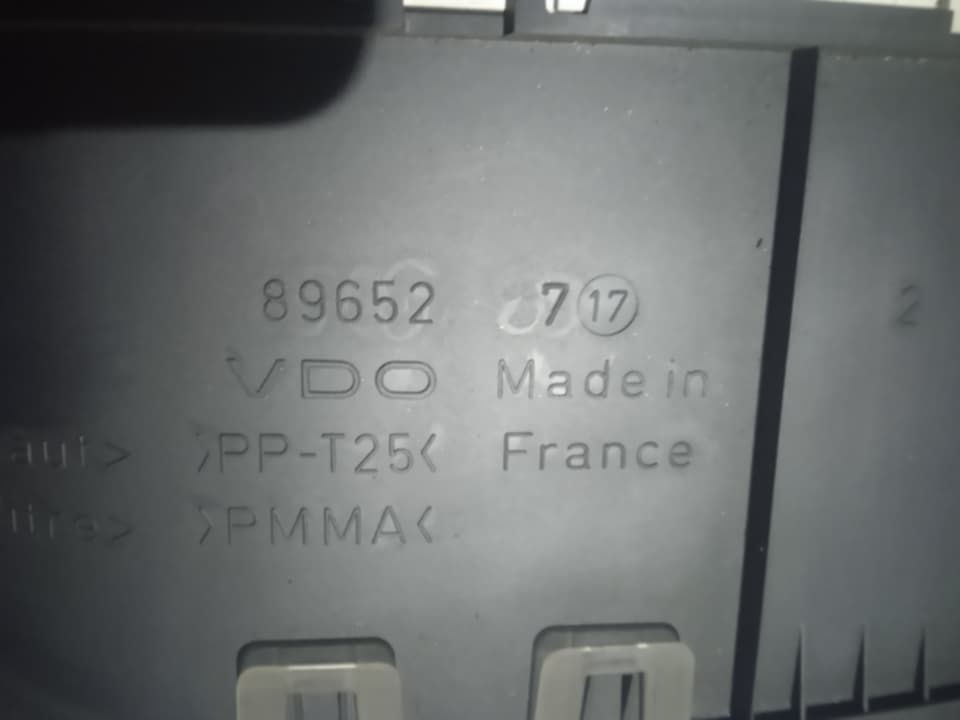 89652 7 17
2
VDO Made in
>PP-T25< France
>PMMA<